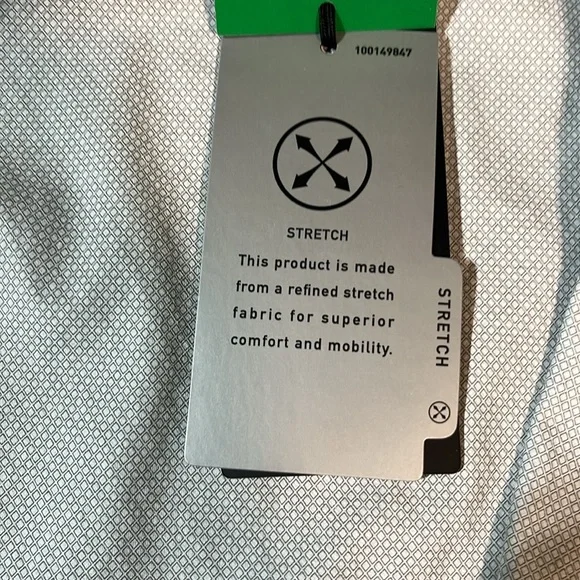 100149847
STRETCH
This product is made
from a refined stretch
fabric for superior
comfort and mobility.
STRETCH